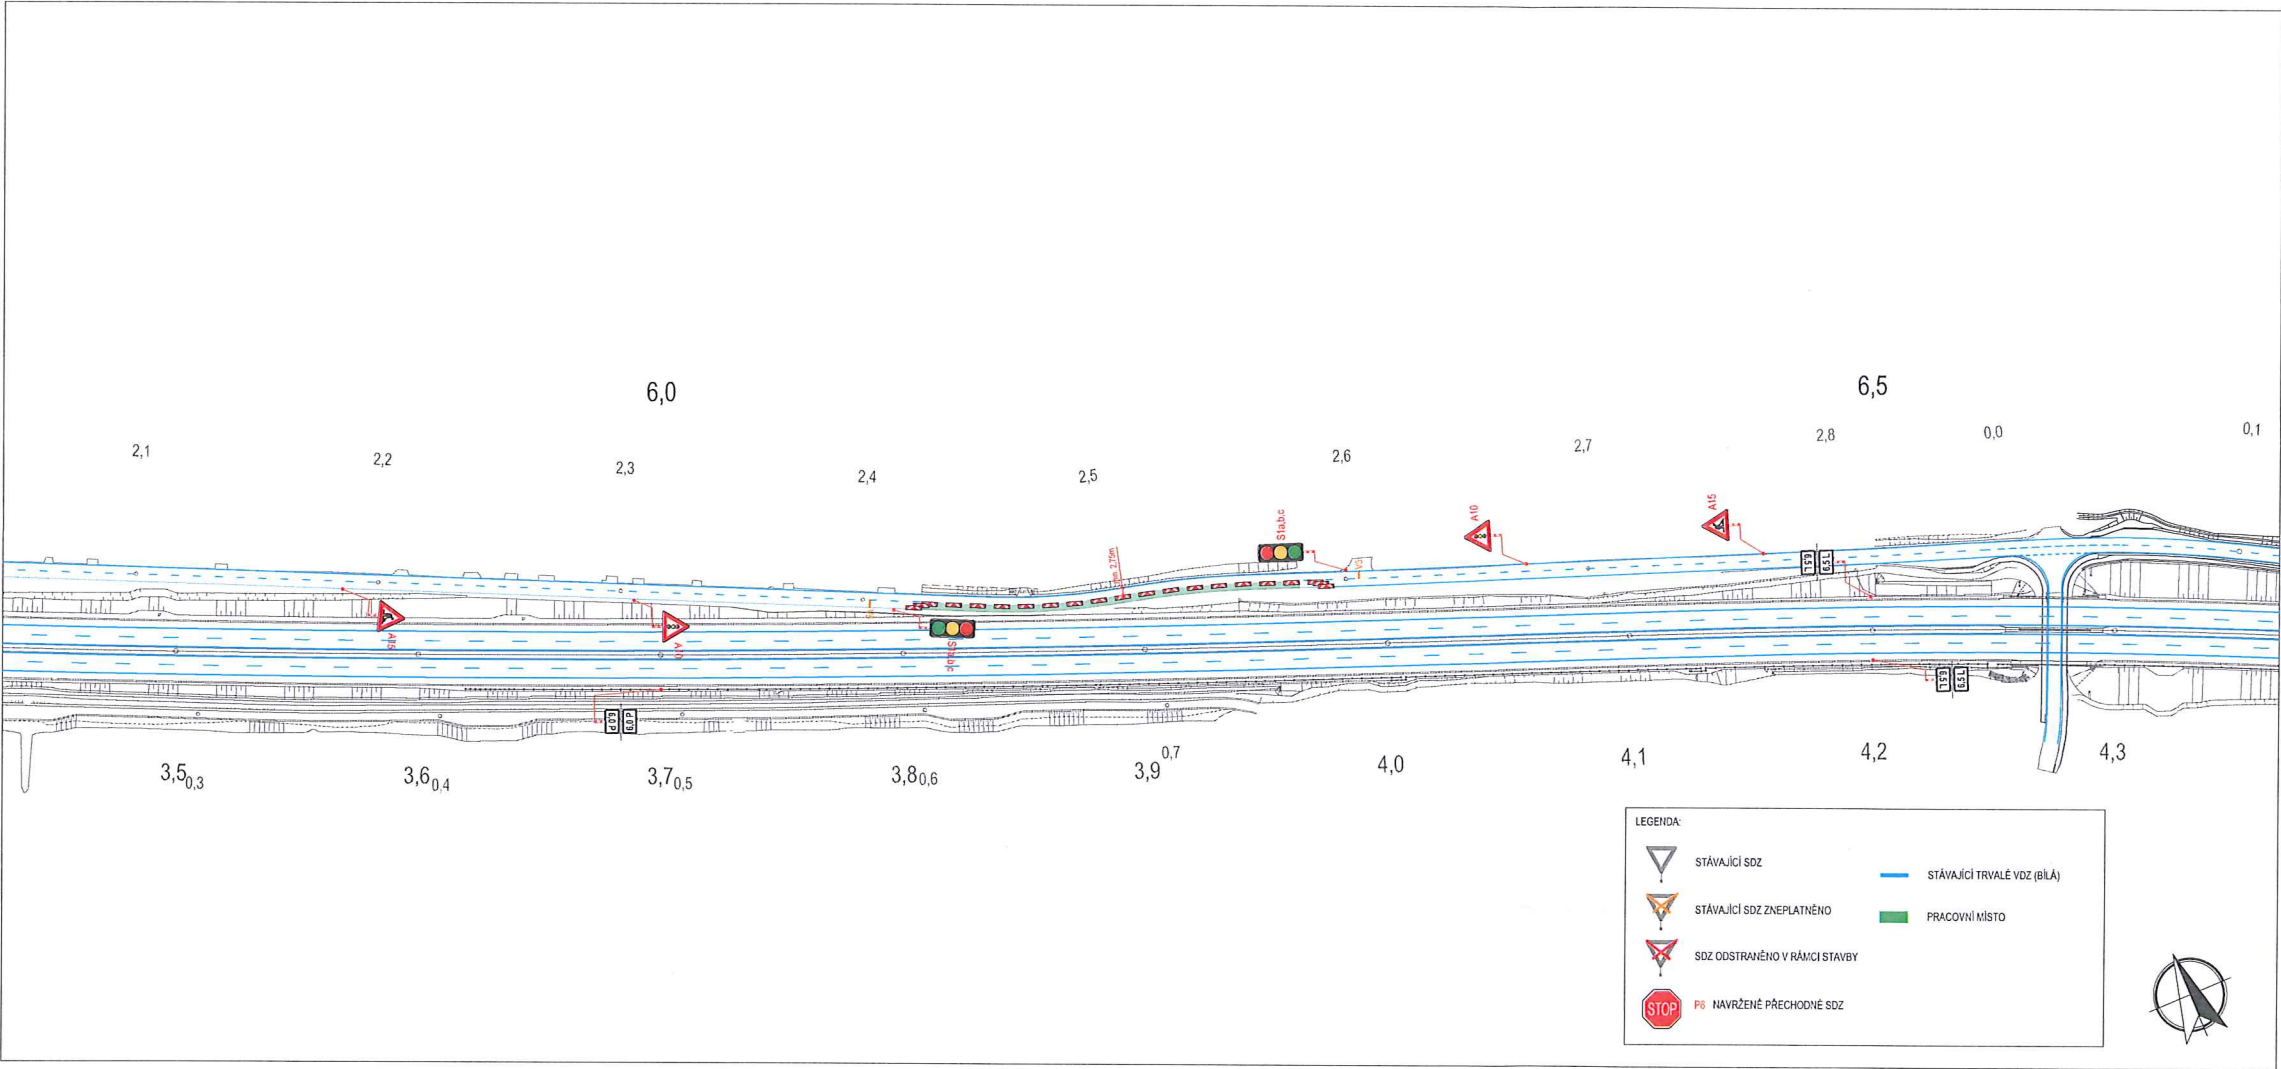 6,0
6,5
2,1
2,2
2,3
2,4
2,5
2,6
2,7
2,8
0,0
0,1
S1a,b,c
A10
A15
min. 2,75m
V5
6,5 L
6,5 L
A15
A10
S1a,b,c
6,0 P
6,0 P
6,5 L
6,5 L
3,5 0,3
3,6 0,4
3,7 0,5
3,8 0,6
3,9 0,7
4,0
4,1
4,2
4,3
LEGENDA:
STÁVAJÍCÍ SDZ
STÁVAJÍCÍ SDZ ZNEPLATNĚNO
SDZ ODSTRANĚNO V RÁMCI STAVBY
STOP P6 NAVRŽENÉ PŘECHODNÉ SDZ
STÁVAJÍCÍ TRVALÉ VDZ (BÍLÁ)
PRACOVNÍ MÍSTO